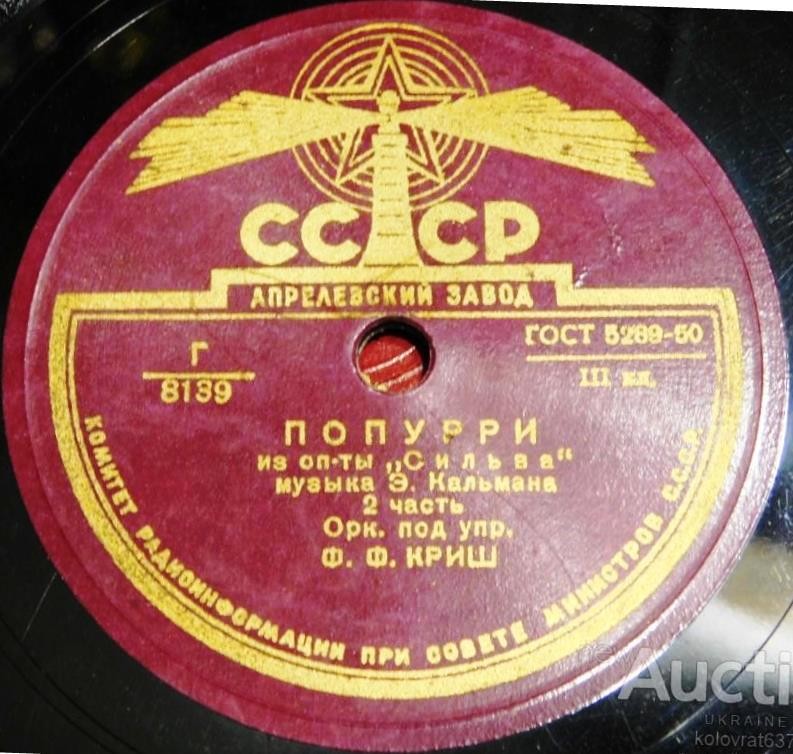 СССР
АПРЕЛЕВСКИЙ ЗАВОД
Г
8139
ГОСТ 5289-50
III кл.
ПОПУРРИ
из оп-ты „Сильва“
музыка Э. Кальмана
2 часть
Орк. под упр.
Ф. Ф. КРИШ
КОМИТЕТ РАДИОИНФОРМАЦИИ ПРИ СОВЕТЕ МИНИСТРОВ С.С.С.Р.
Aucti
UKRAINE
kolovrat637